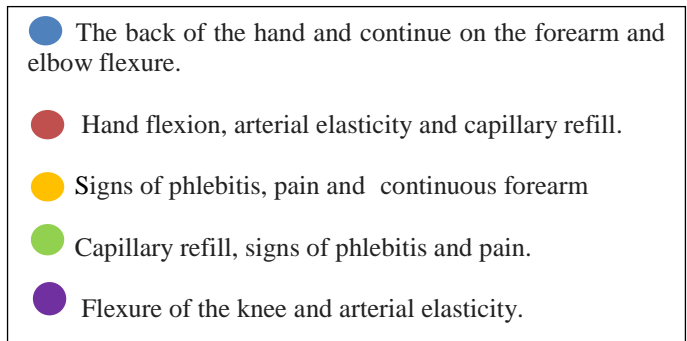 The back of the hand and continue on the forearm and
elbow flexure.
Hand flexion, arterial elasticity and capillary refill.
Signs of phlebitis, pain and continuous forearm
Capillary refill, signs of phlebitis and pain.
Flexure of the knee and arterial elasticity.